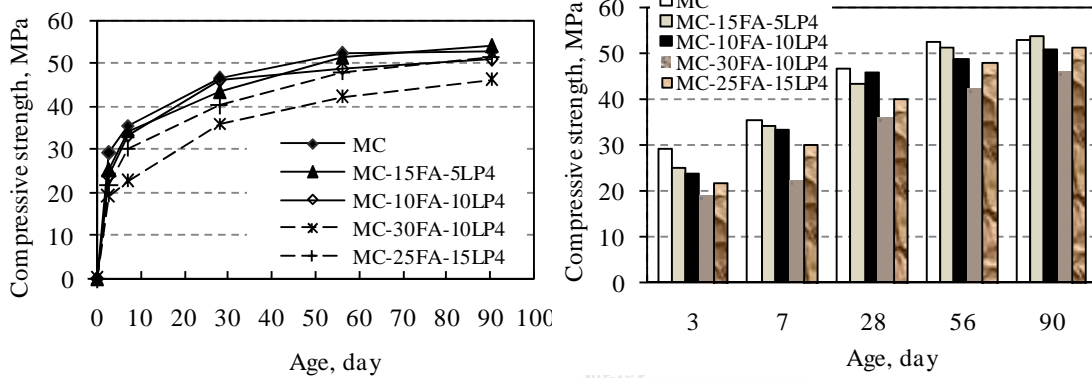 Compressive strength, MPa
60
50
40
30
20
10
0
MC
MC-15FA-5LP4
MC-10FA-10LP4
MC-30FA-10LP4
MC-25FA-15LP4
0 10 20 30 40 50 60 70 80 90 100
Age, day
Compressive strength, MPa
60
50
40
30
20
10
0
MC
MC-15FA-5LP4
MC-10FA-10LP4
MC-30FA-10LP4
MC-25FA-15LP4
3 7 28 56 90
Age, day